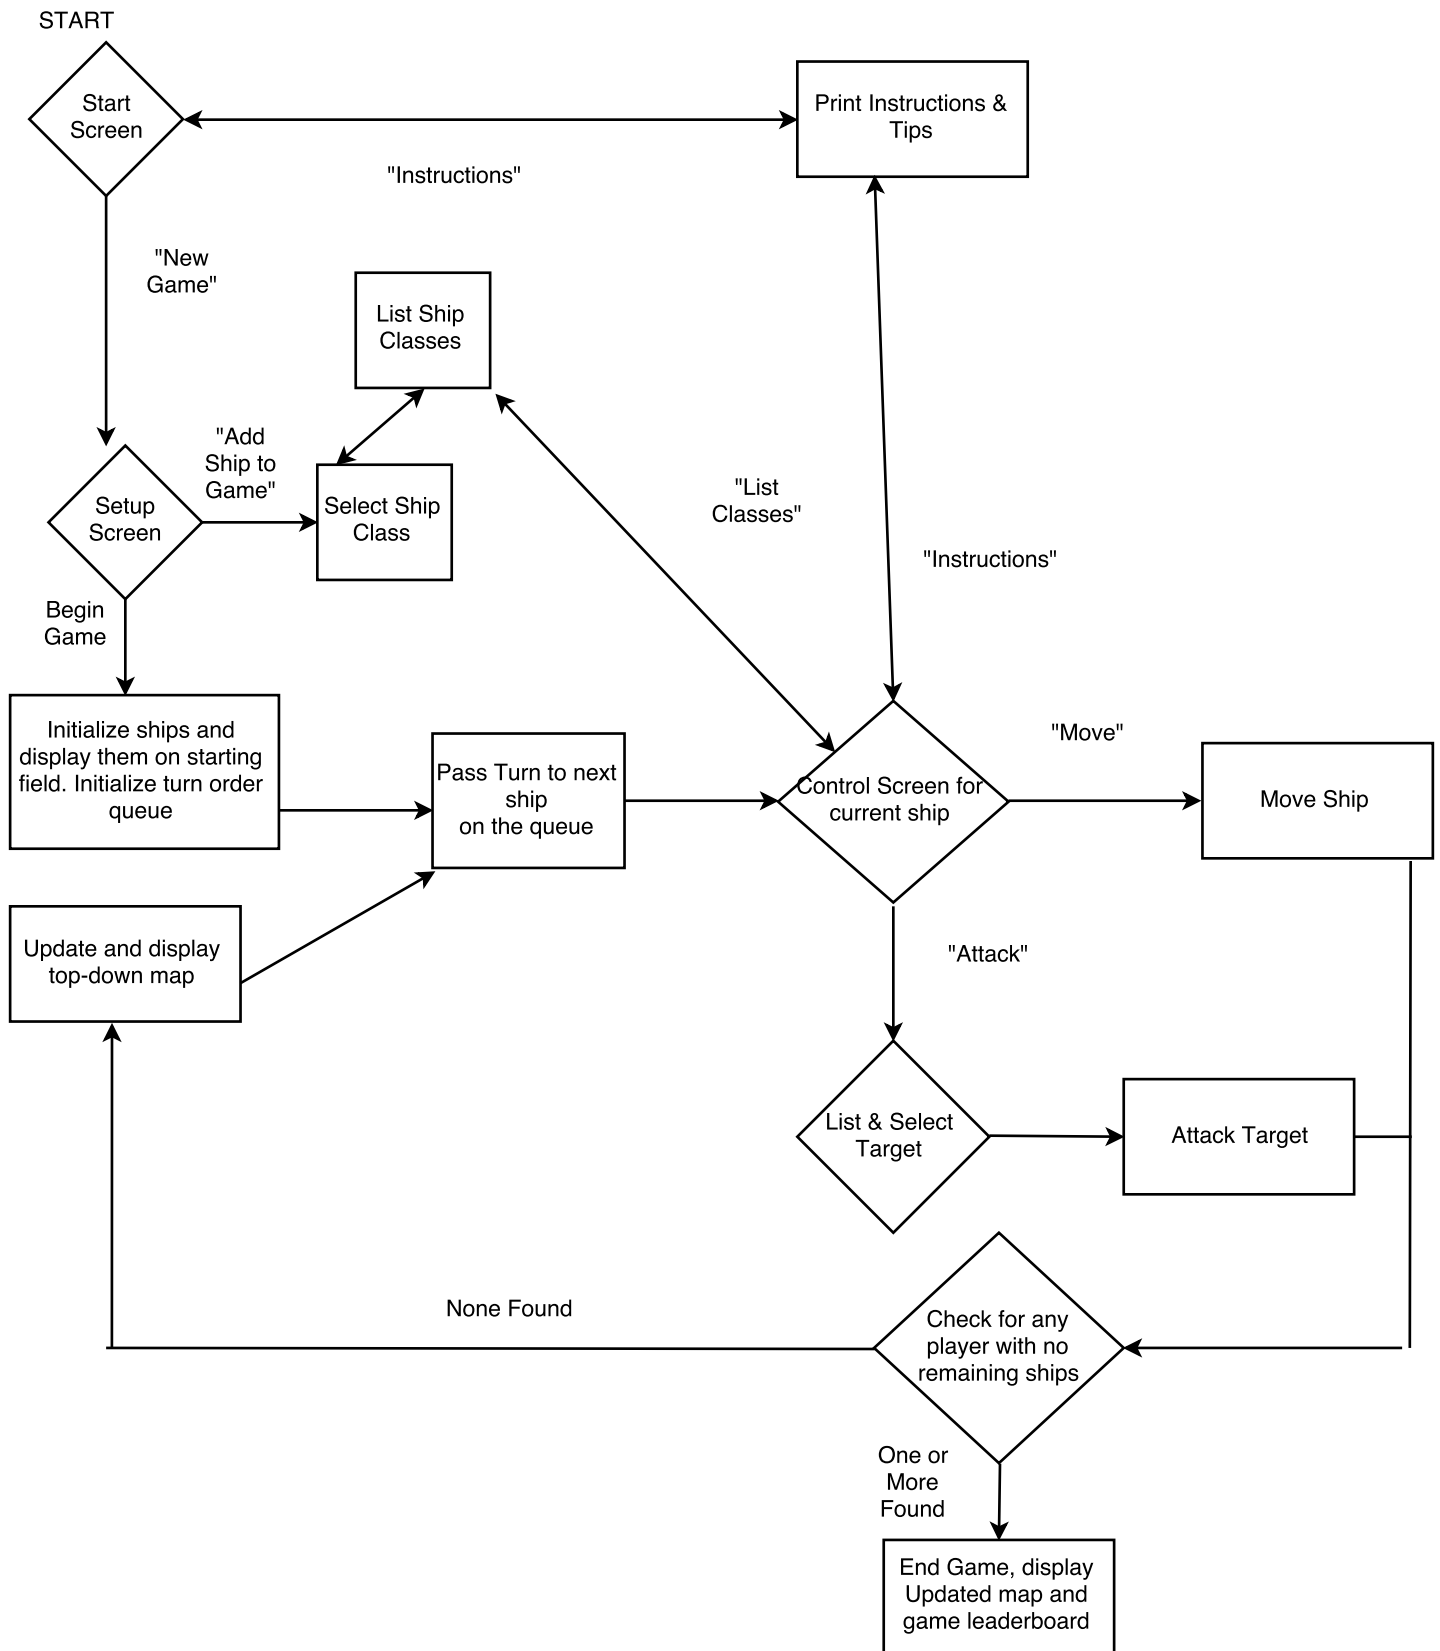 START
Start
Screen
Print Instructions &
Tips
"Instructions"
"New
Game"
List Ship
Classes
"Add
Ship to
Game"
"List
Classes"
Setup
Screen
Select Ship
Class
"Instructions"
Begin
Game
Initialize ships and
display them on starting
field. Initialize turn order
queue
Pass Turn to next
ship
on the queue
Control Screen for
current ship
"Move"
Move Ship
Update and display
top-down map
"Attack"
List & Select
Target
Attack Target
None Found
Check for any
player with no
remaining ships
One or
More
Found
End Game, display
Updated map and
game leaderboard